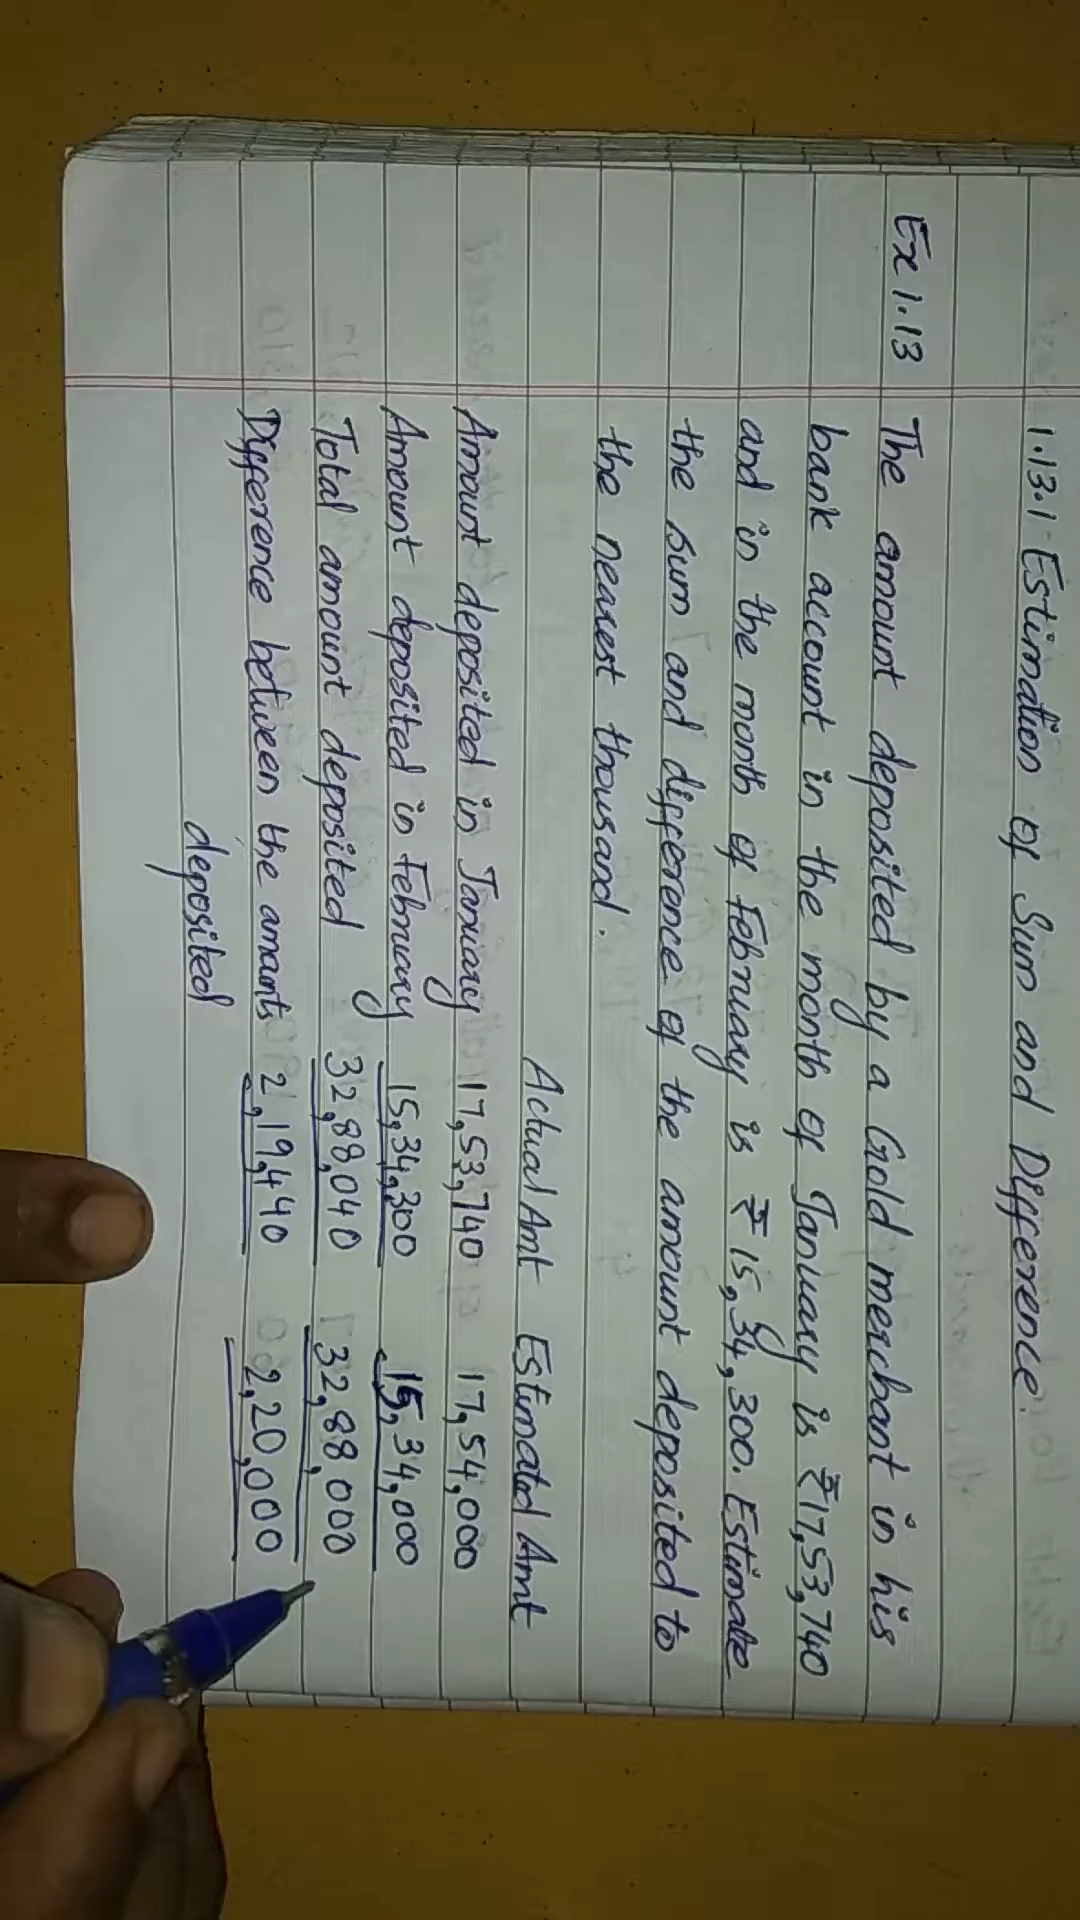 1.13.1 Estimation of Sum and Difference.
Ex 1.13 The amount deposited by a Gold merchant in his
bank account in the month of January is ₹17,53,740
and in the month of February is ₹15,34,300. Estimate
the sum and difference of the amount deposited to
the nearest thousand.
Actual Amt Estimated Amt
Amount deposited in January 17,53,740 17,54,000
Amount deposited in February 15,34,300 15,34,000
Total amount deposited 32,88,040 32,88,000
Difference between the amants 2,19,440 2,20,000
deposited